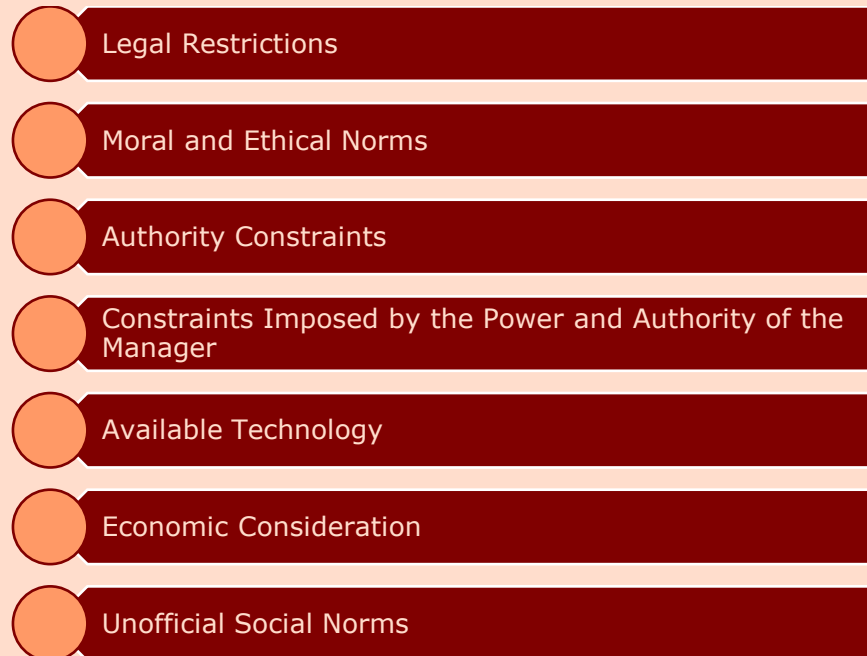 Legal Restrictions
Moral and Ethical Norms
Authority Constraints
Constraints Imposed by the Power and Authority of the
Manager
Available Technology
Economic Consideration
Unofficial Social Norms